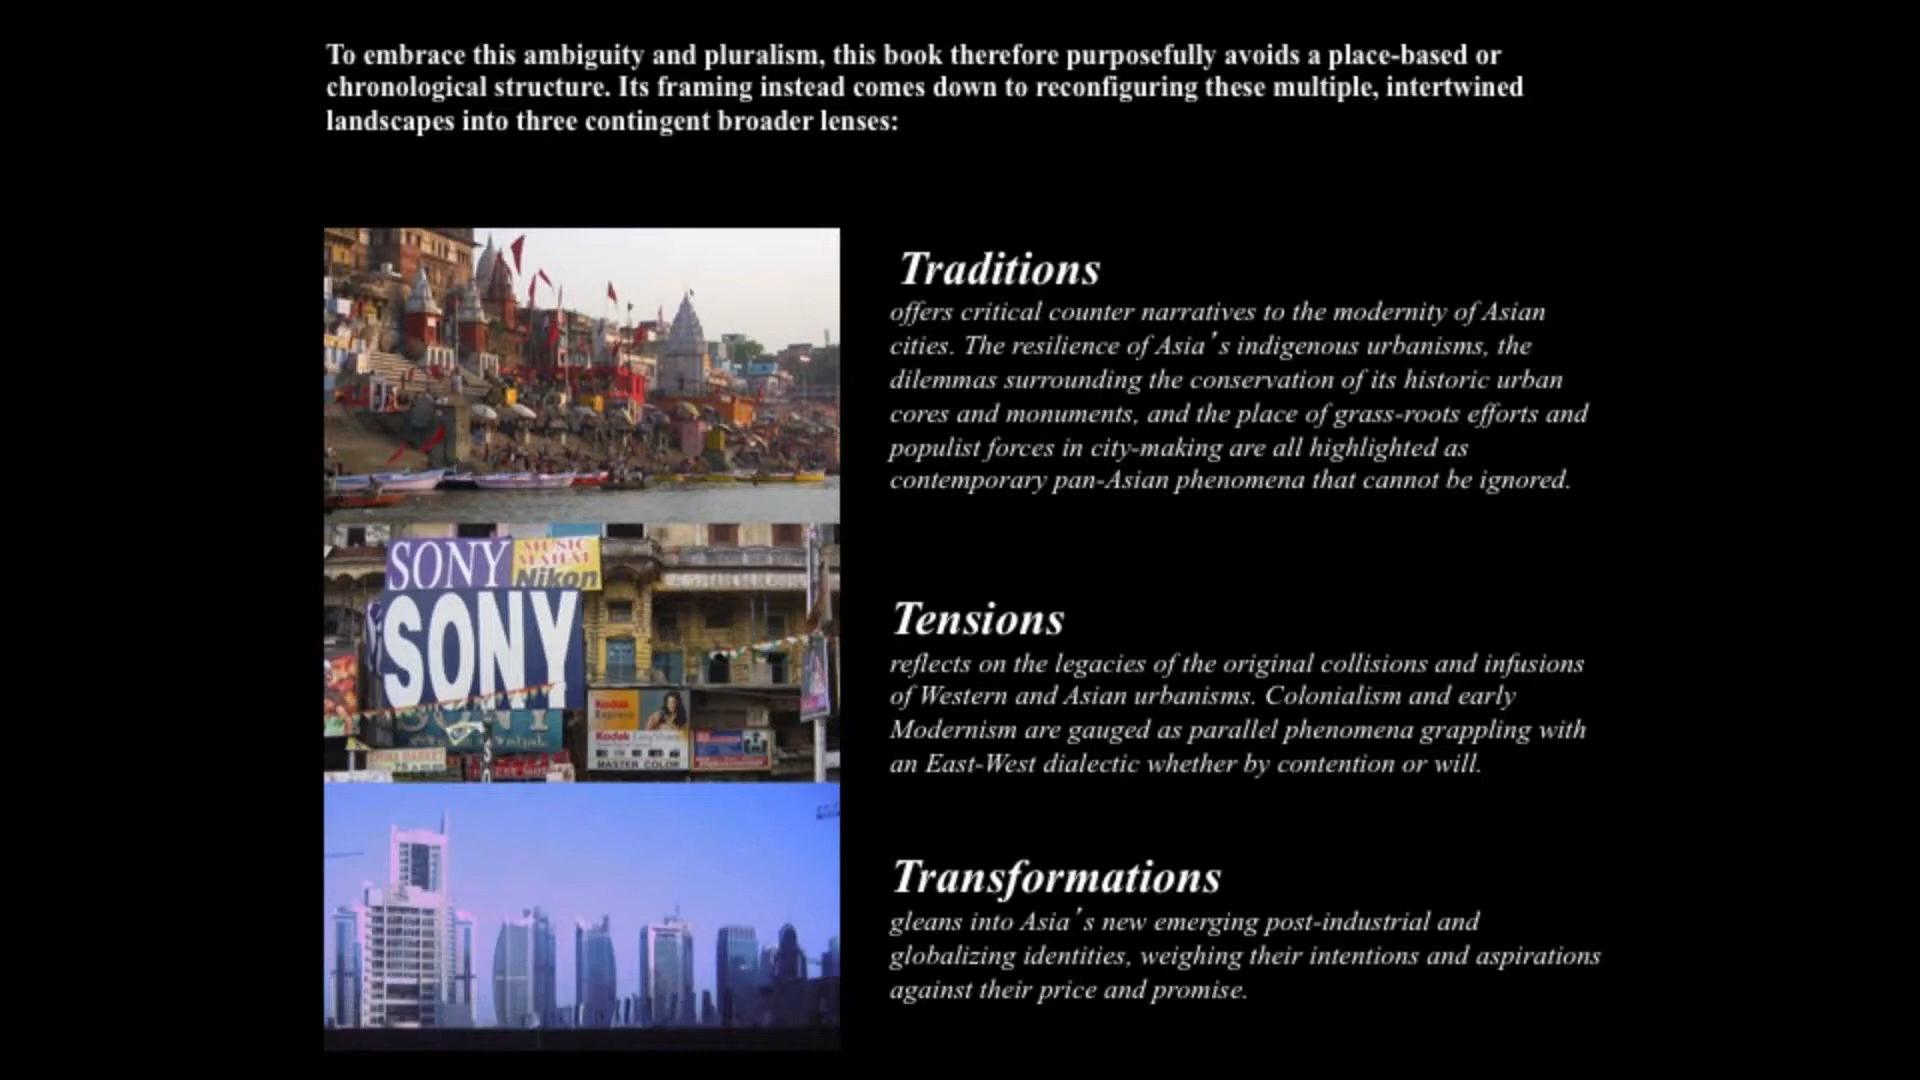 To embrace this ambiguity and pluralism, this book therefore purposefully avoids a place-based or
chronological structure. Its framing instead comes down to reconfiguring these multiple, intertwined
landscapes into three contingent broader lenses:
Traditions
offers critical counter narratives to the modernity of Asian
cities. The resilience of Asia’s indigenous urbanisms, the
dilemmas surrounding the conservation of its historic urban
cores and monuments, and the place of grass-roots efforts and
populist forces in city-making are all highlighted as
contemporary pan-Asian phenomena that cannot be ignored.
SONY
MUSIC
Nikon
SONY
Kodak
Express
Kodak
MASTER COLOR
Tensions
reflects on the legacies of the original collisions and infusions
of Western and Asian urbanisms. Colonialism and early
Modernism are gauged as parallel phenomena grappling with
an East-West dialectic whether by contention or will.
Transformations
gleans into Asia’s new emerging post-industrial and
globalizing identities, weighing their intentions and aspirations
against their price and promise.